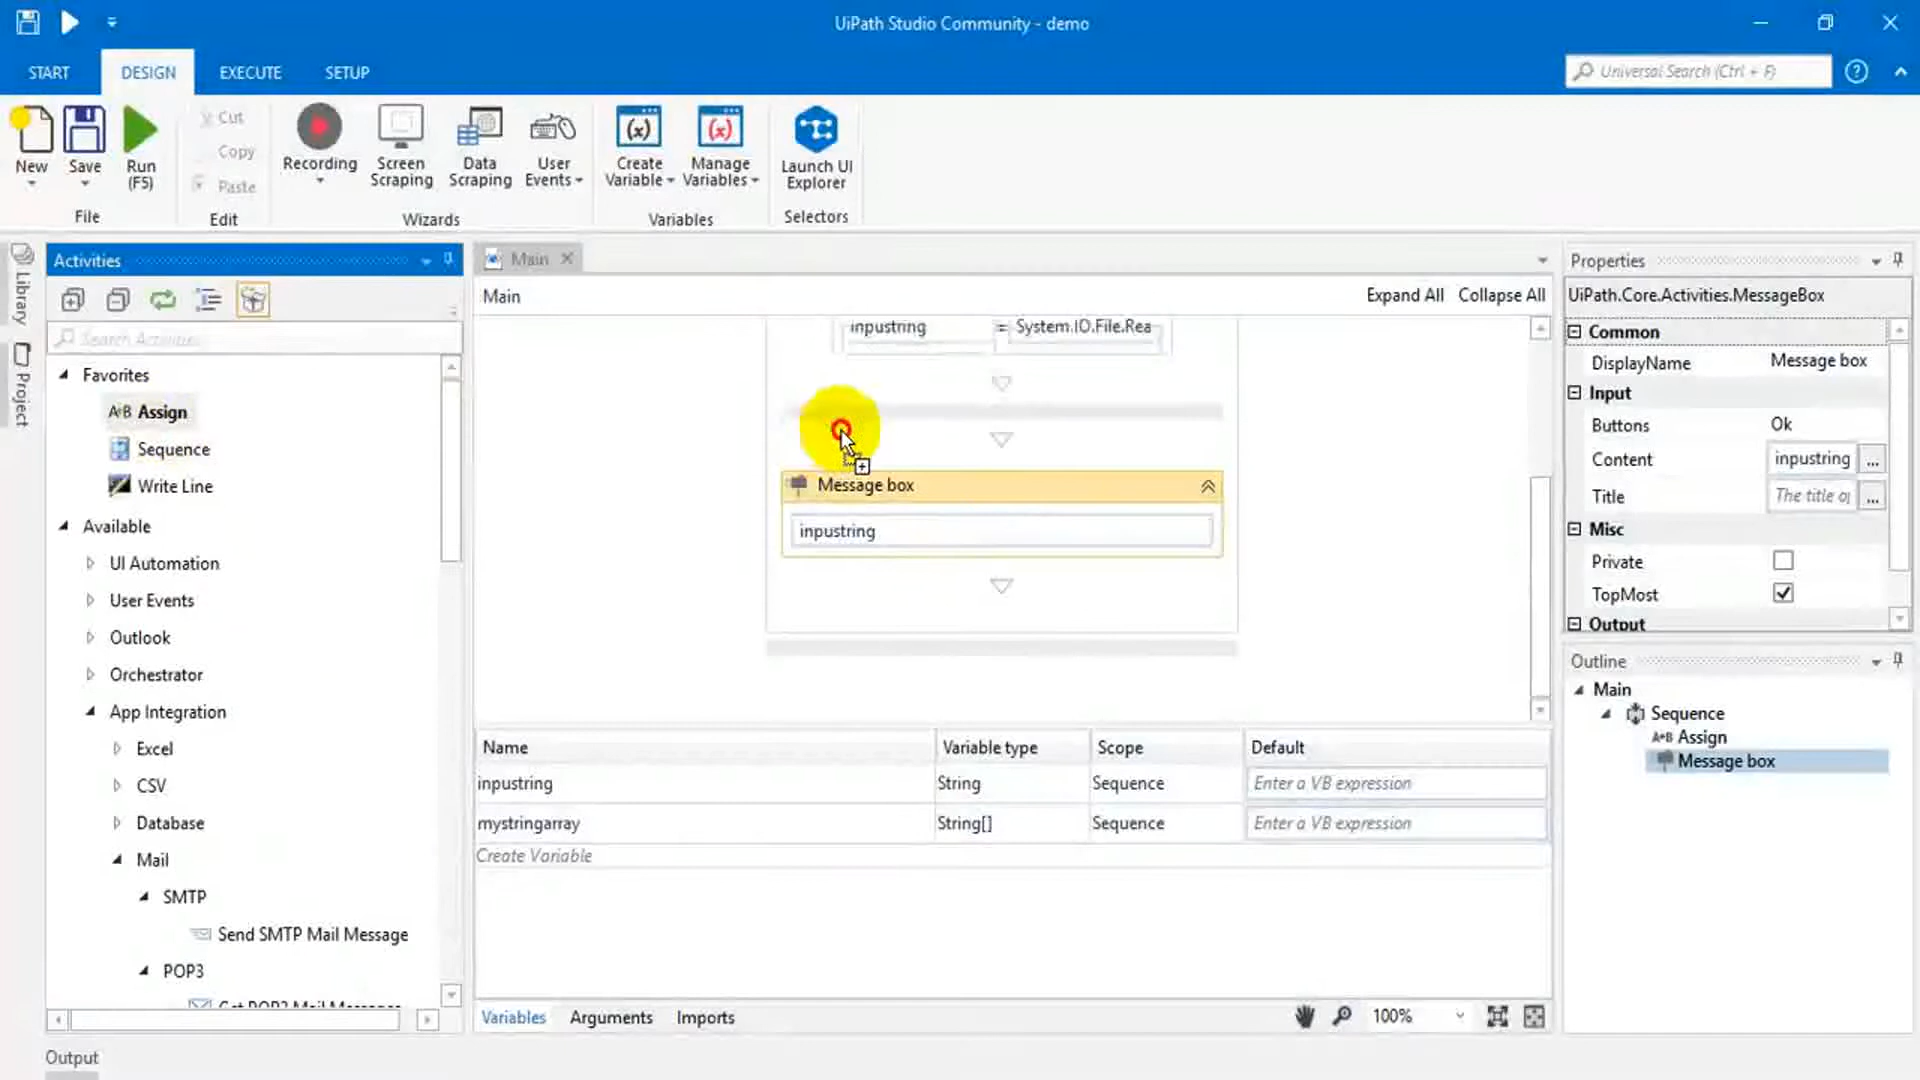 UiPath Studio Community - demo
START
DESIGN
EXECUTE
SETUP
Universal Search (Ctrl + F)
New
Save
Run
(F5)
Cut
Copy
Paste
Recording
Screen
Scraping
Data
Scraping
User
Events
Create
Variable
Manage
Variables
Launch UI
Explorer
File
Edit
Wizards
Variables
Selectors
Library
Project
Activities
Search Activities
Favorites
A+B Assign
Sequence
Write Line
Available
UI Automation
User Events
Outlook
Orchestrator
App Integration
Excel
CSV
Database
Mail
SMTP
Send SMTP Mail Message
POP3
Get POP3 Mail Messages
Main
Main
Expand All
Collapse All
inpustring
= System.IO.File.Rea
Message box
inpustring
Name
Variable type
Scope
Default
inpustring
String
Sequence
Enter a VB expression
mystringarray
String[]
Sequence
Enter a VB expression
Create Variable
Variables
Arguments
Imports
100%
Properties
UiPath.Core.Activities.MessageBox
Common
DisplayName
Message box
Input
Buttons
Ok
Content
inpustring
...
Title
The title o
...
Misc
Private
TopMost
Output
Outline
Main
Sequence
A+B Assign
Message box
Output